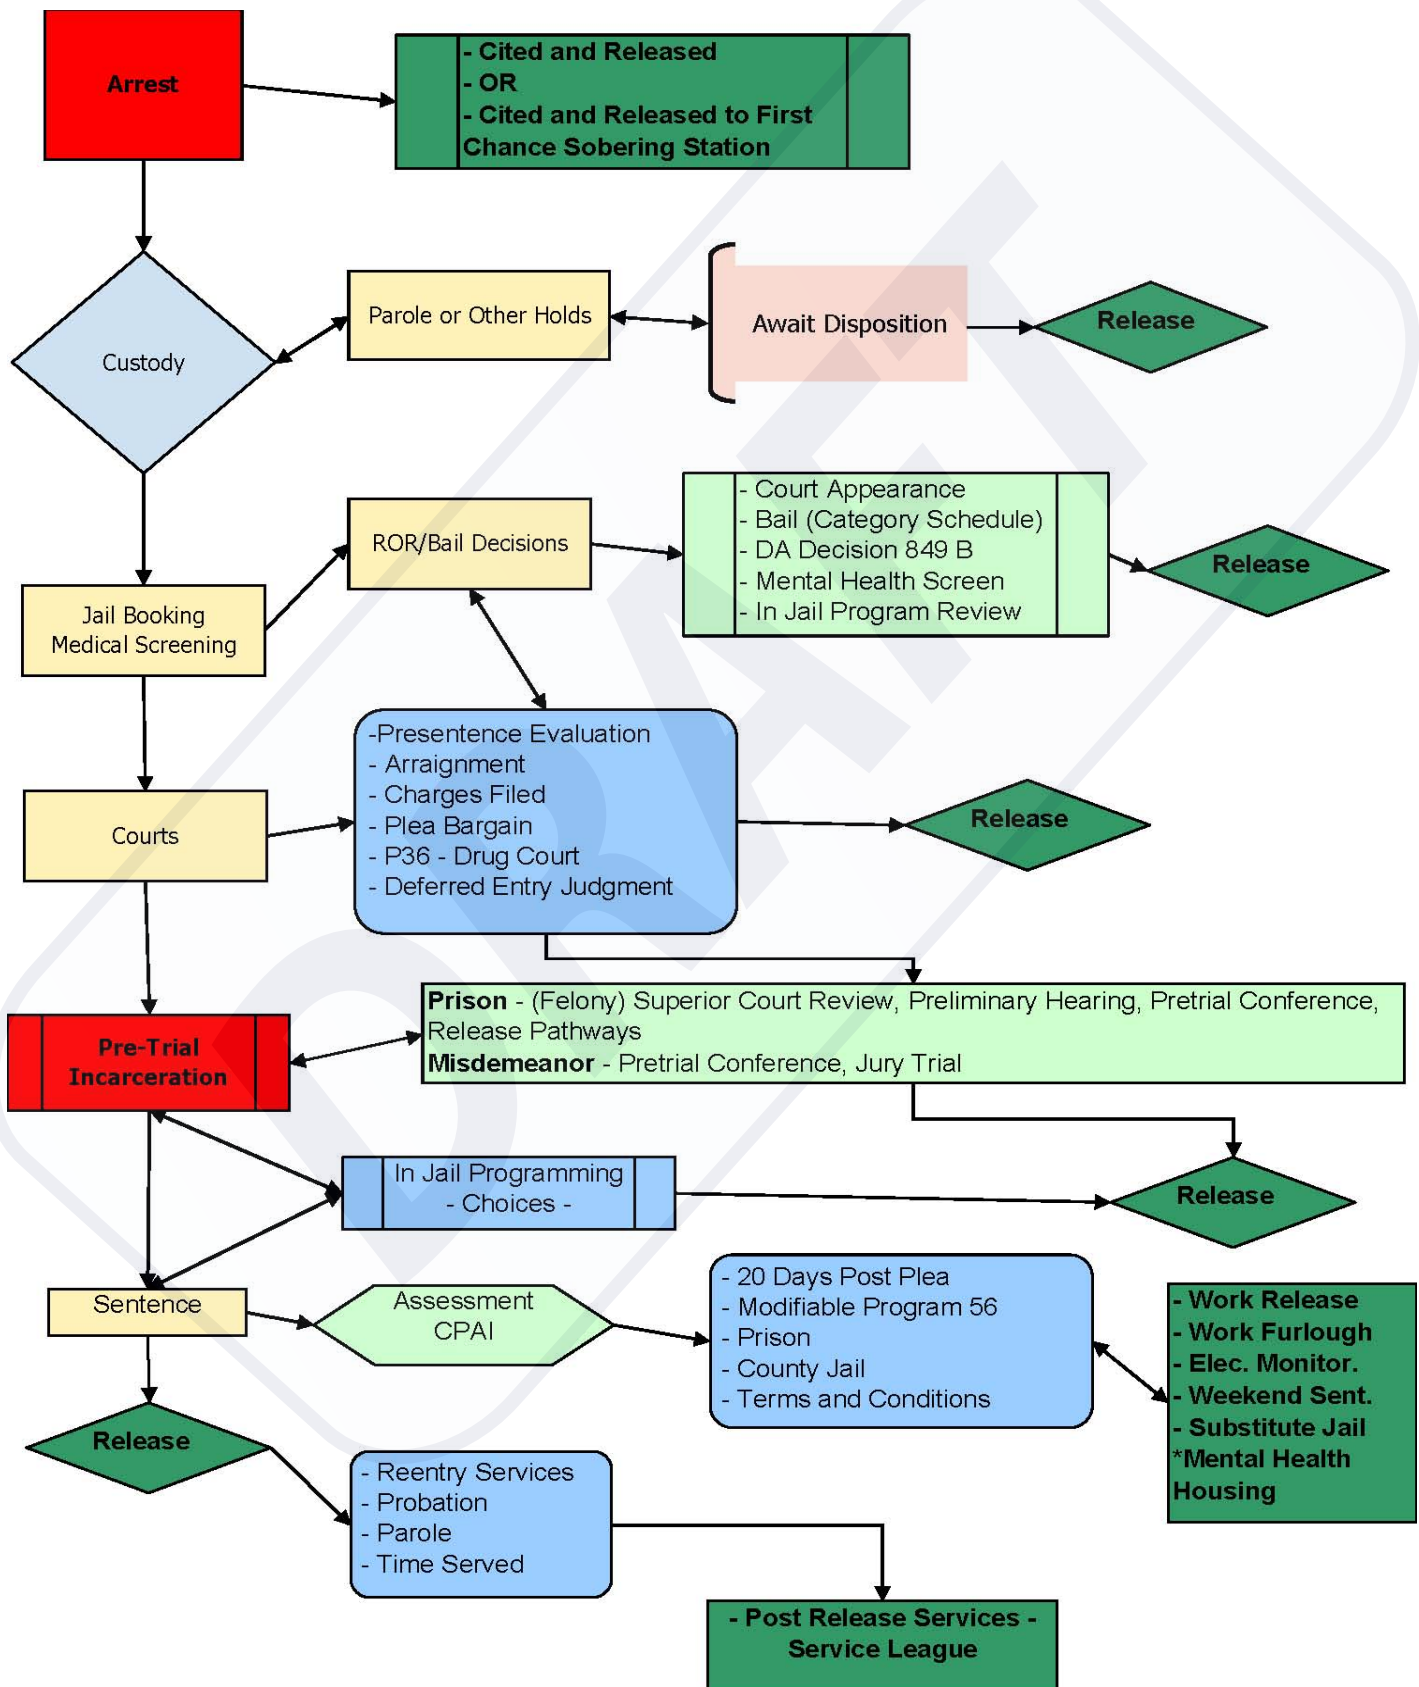 Arrest
- Cited and Released
- OR
- Cited and Released to First
Chance Sobering Station
Custody
Parole or Other Holds
Await Disposition
Release
ROR/Bail Decisions
- Court Appearance
- Bail (Category Schedule)
- DA Decision 849 B
- Mental Health Screen
- In Jail Program Review
Release
Jail Booking
Medical Screening
-Presentence Evaluation
- Arraignment
- Charges Filed
- Plea Bargain
- P36 - Drug Court
- Deferred Entry Judgment
Release
Courts
Prison - (Felony) Superior Court Review, Preliminary Hearing, Pretrial Conference,
Release Pathways
Misdemeanor - Pretrial Conference, Jury Trial
Pre-Trial
Incarceration
In Jail Programming
- Choices -
Release
Sentence
Assessment
CPAI
- 20 Days Post Plea
- Modifiable Program 56
- Prison
- County Jail
- Terms and Conditions
- Work Release
- Work Furlough
- Elec. Monitor.
- Weekend Sent.
- Substitute Jail
*Mental Health
Housing
Release
- Reentry Services
- Probation
- Parole
- Time Served
- Post Release Services -
Service League
DRAFT